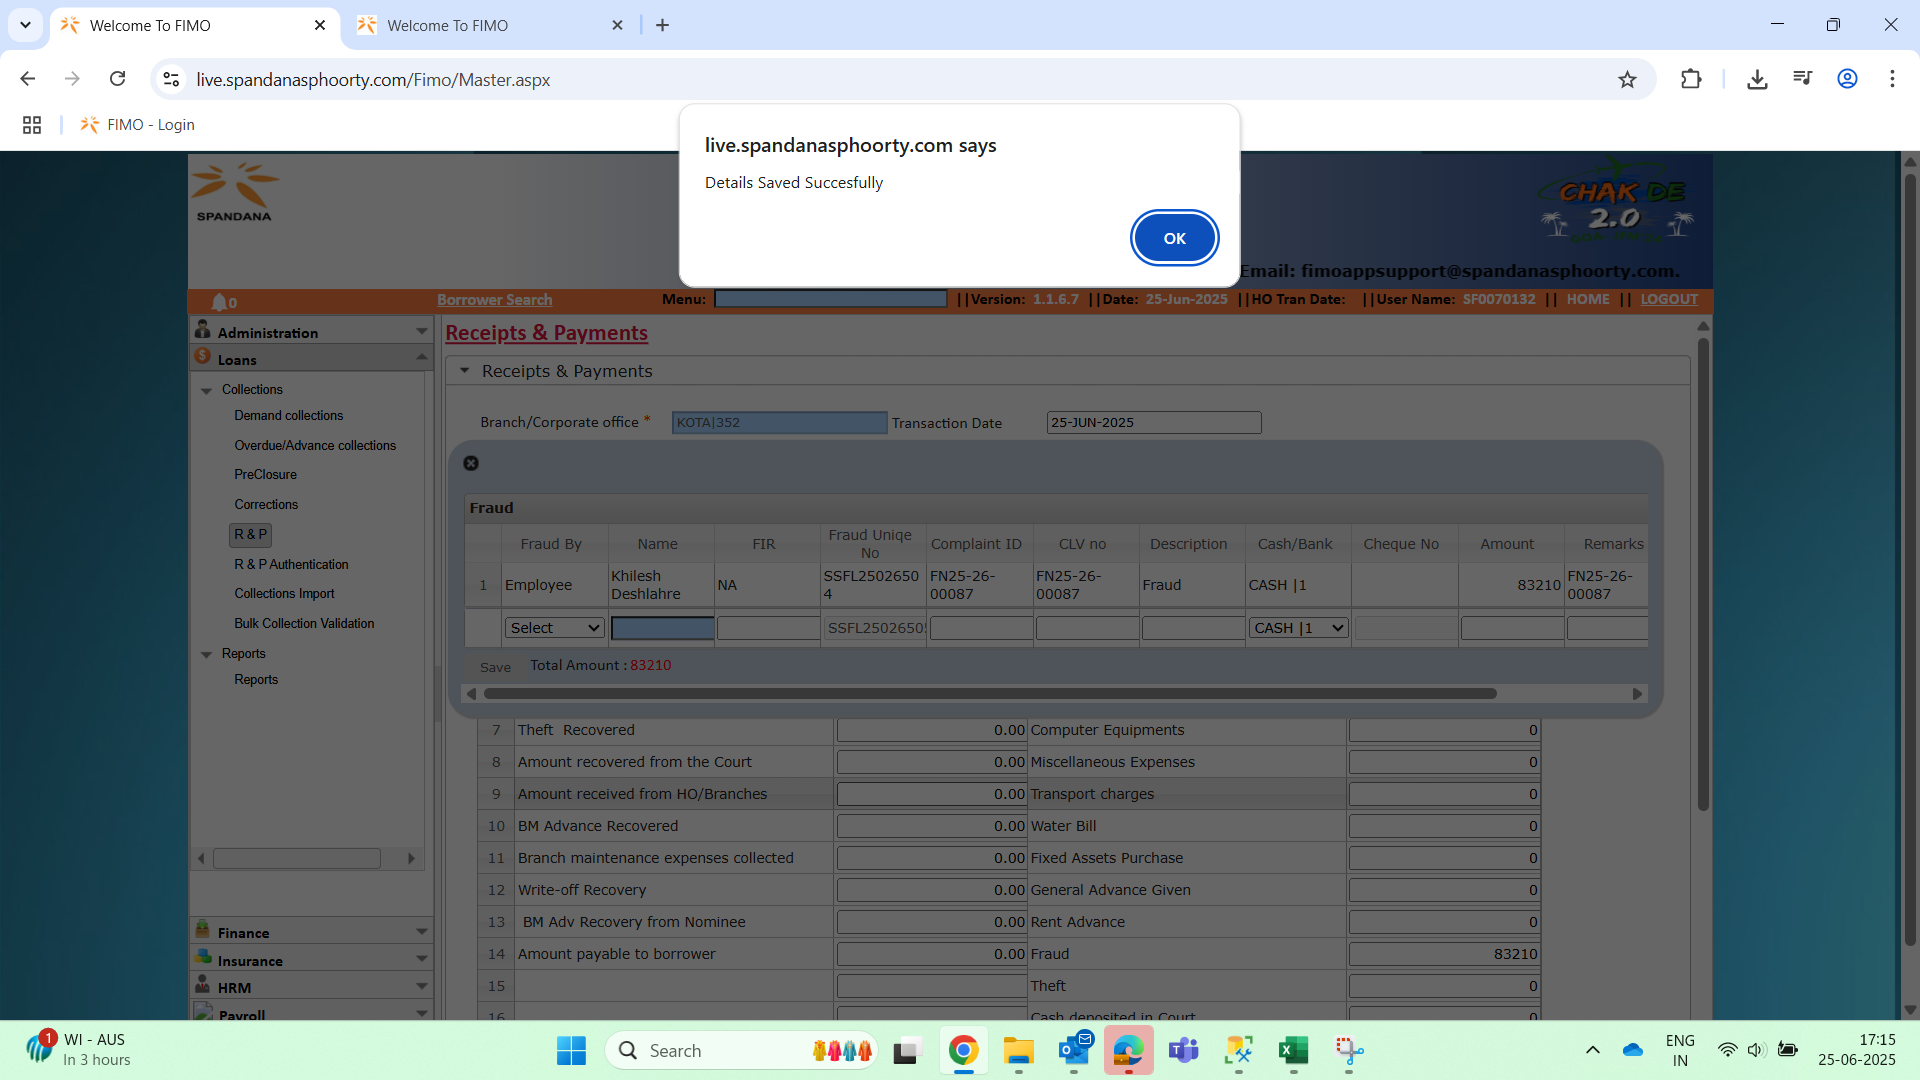 Welcome To FIMO
Welcome To FIMO
live.spandanasphoorty.com/Fimo/Master.aspx
FIMO - Login
live.spandanasphoorty.com says
Details Saved Succesfully
OK
SPANDANA
CHAK DE
2.0
Email: fimoappsupport@spandanasphoorty.com.
0
Borrower Search
Menu:
||Version: 1.1.6.7 ||Date: 25-Jun-2025 ||HO Tran Date: ||User Name: SF0070132 || HOME || LOGOUT
Administration
Loans
Collections
Demand collections
Overdue/Advance collections
PreClosure
Corrections
R & P
R & P Authentication
Collections Import
Bulk Collection Validation
Reports
Reports
Finance
Insurance
HRM
Payroll
Receipts & Payments
Receipts & Payments
Branch/Corporate office * KOTA|352 Transaction Date 25-JUN-2025
Fraud
Fraud By Name FIR Fraud Uniqe No Complaint ID CLV no Description Cash/Bank Cheque No Amount Remarks
1 Employee Khilesh Deshlahre NA SSFL25026504 FN25-26-00087 FN25-26-00087 Fraud CASH |1 83210 FN25-26-00087
Select SSFL2502650 CASH |1
Save Total Amount : 83210
7 Theft Recovered 0.00 Computer Equipments 0
8 Amount recovered from the Court 0.00 Miscellaneous Expenses 0
9 Amount received from HO/Branches 0.00 Transport charges 0
10 BM Advance Recovered 0.00 Water Bill 0
11 Branch maintenance expenses collected 0.00 Fixed Assets Purchase 0
12 Write-off Recovery 0.00 General Advance Given 0
13 BM Adv Recovery from Nominee 0.00 Rent Advance 0
14 Amount payable to borrower 0.00 Fraud 83210
15 Theft 0
16 Cash deposited in Court 0
1
WI - AUS
In 3 hours
Search
ENG
IN
17:15
25-06-2025